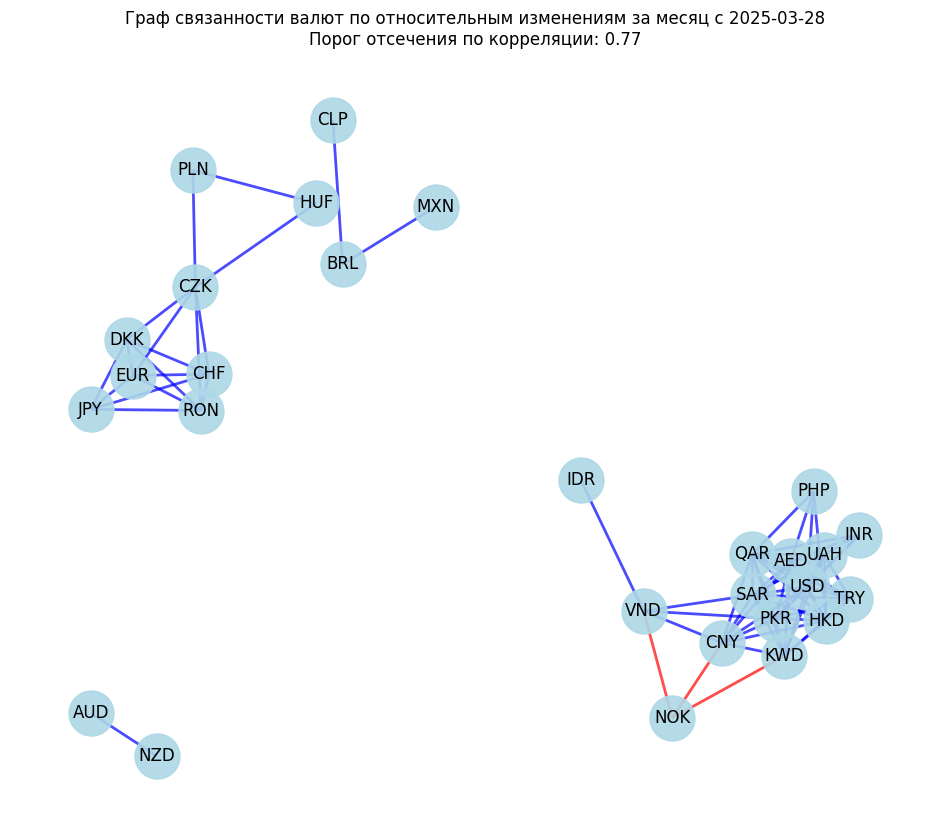 Граф связанности валют по относительным изменениям за месяц с 2025-03-28
Порог отсечения по корреляции: 0.77
CLP
PLN
HUF
MXN
BRL
CZK
DKK
EUR
CHF
JPY
RON
IDR
PHP
INR
QAR
AED
UAH
USD
SAR
TRY
VND
PKR
HKD
CNY
KWD
NOK
AUD
NZD